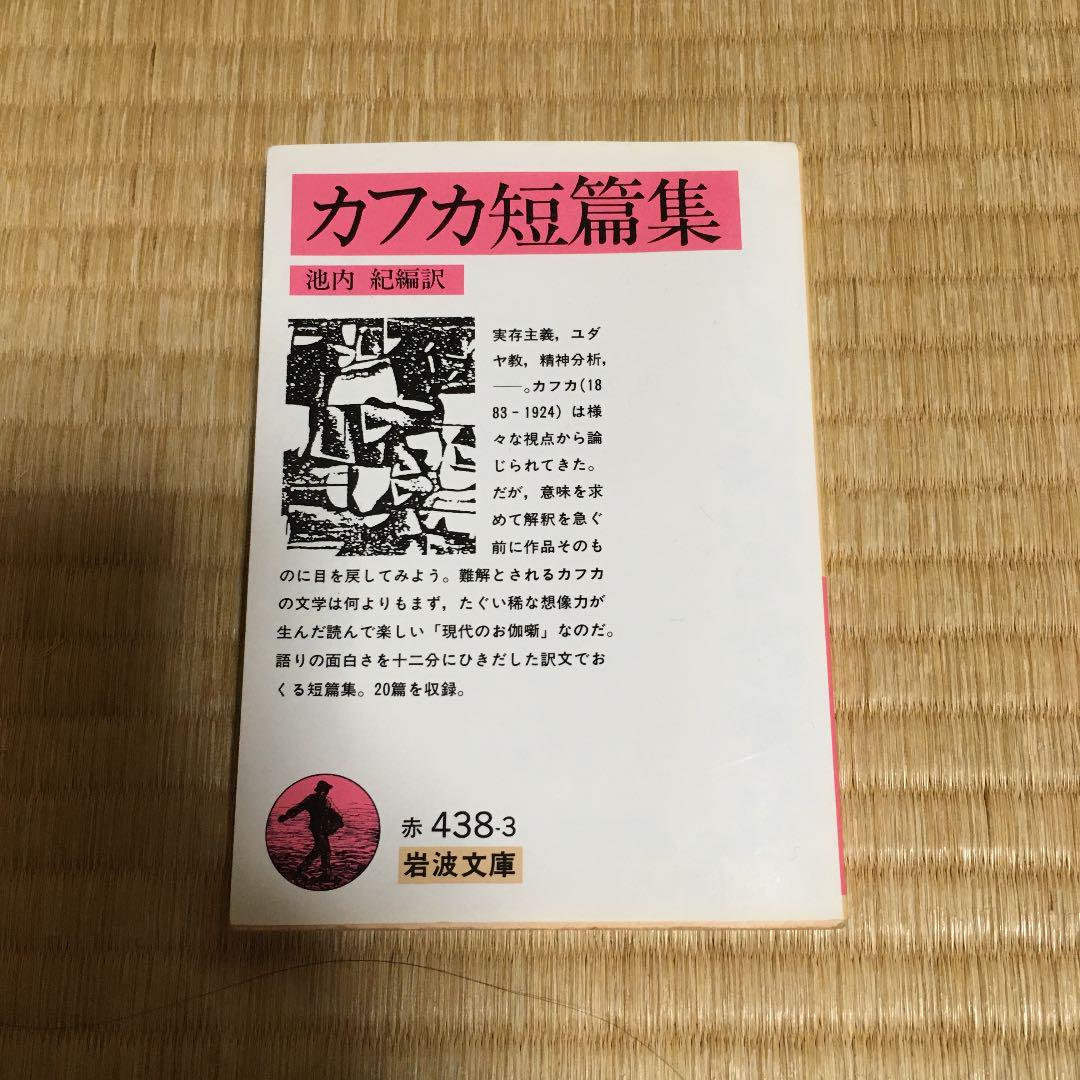 カフカ短篇集
池内 紀編訳
実存主義，ユダ
ヤ教，精神分析，
──。カフカ(18
83-1924)は様
々な視点から論
じられてきた。
だが，意味を求
めて解釈を急ぐ
前に作品そのも
のに目を戻してみよう。難解とされるカフカ
の文学は何よりもまず，たぐい稀な想像力が
生んだ読んで楽しい「現代のお伽噺」なのだ。
語りの面白さを十二分にひきだした訳文でお
くる短篇集。20篇を収録。
赤 438-3
岩波文庫